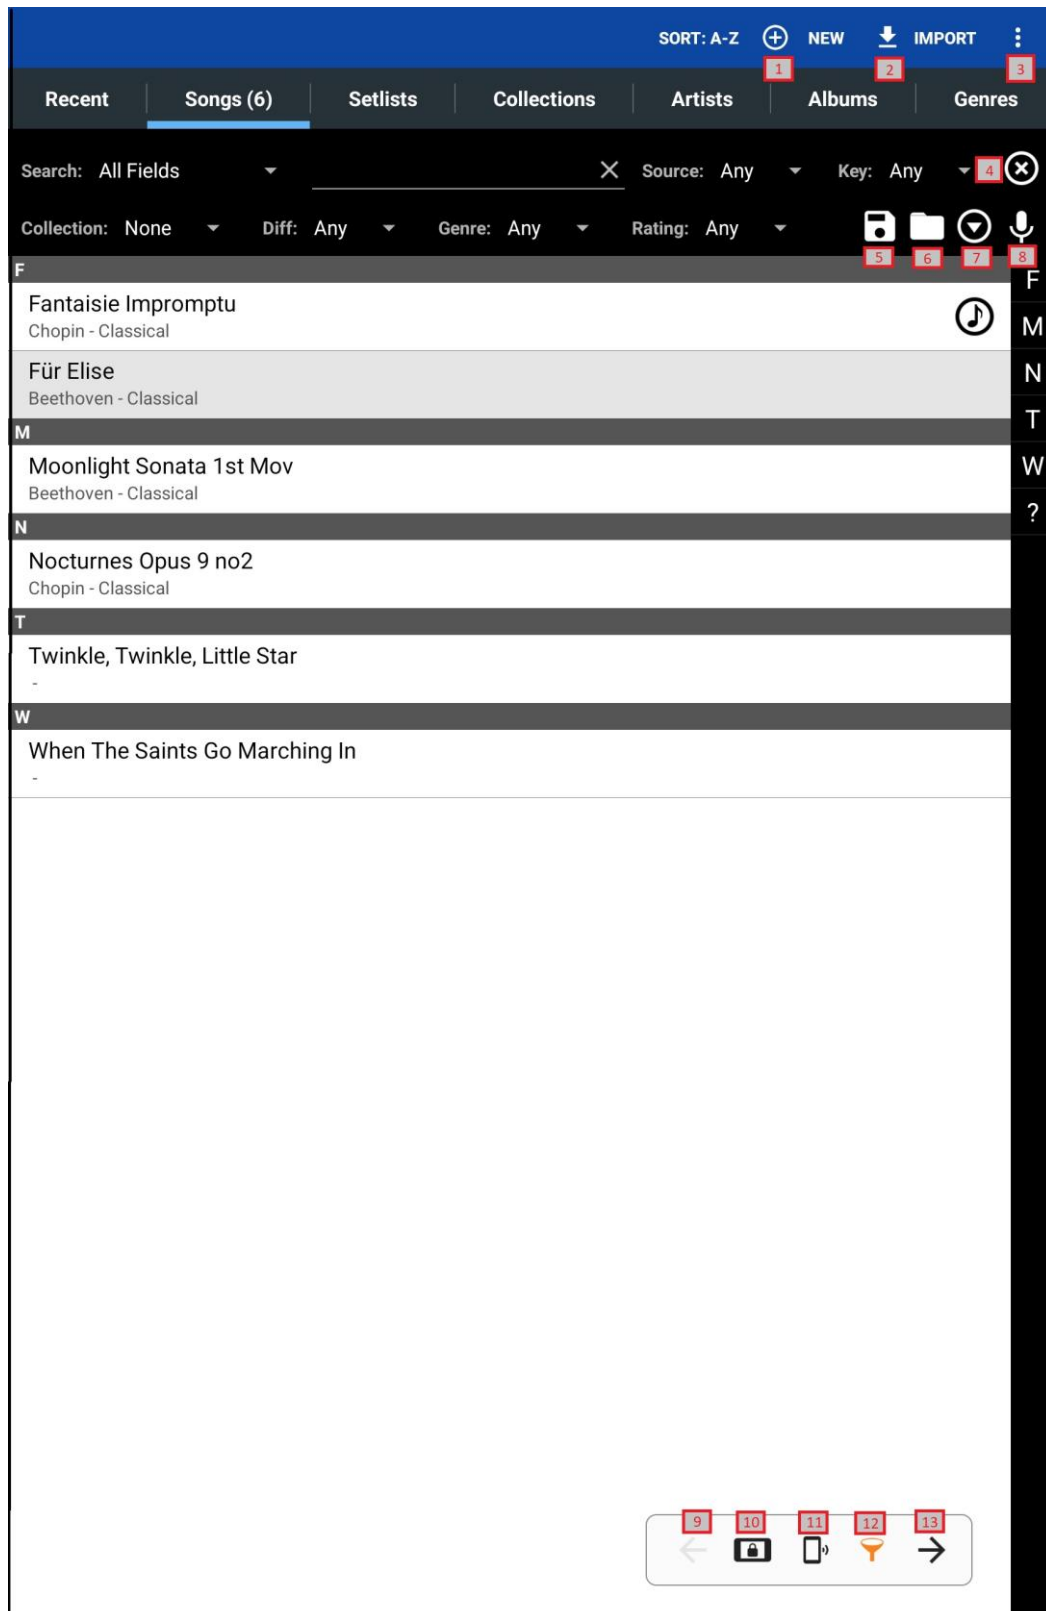 SORT: A-Z NEW IMPORT
1 2 3
Recent Songs (6) Setlists Collections Artists Albums Genres
Search: All Fields Source: Any Key: Any 4
Collection: None Diff: Any Genre: Any Rating: Any
5 6 7 8
F
F
Fantaisie Impromptu
Chopin - Classical
M
Für Elise
N
Beethoven - Classical
M
T
Moonlight Sonata 1st Mov
W
Beethoven - Classical
?
N
Nocturnes Opus 9 no2
Chopin - Classical
T
Twinkle, Twinkle, Little Star
-
W
When The Saints Go Marching In
-
9 10 11 12 13